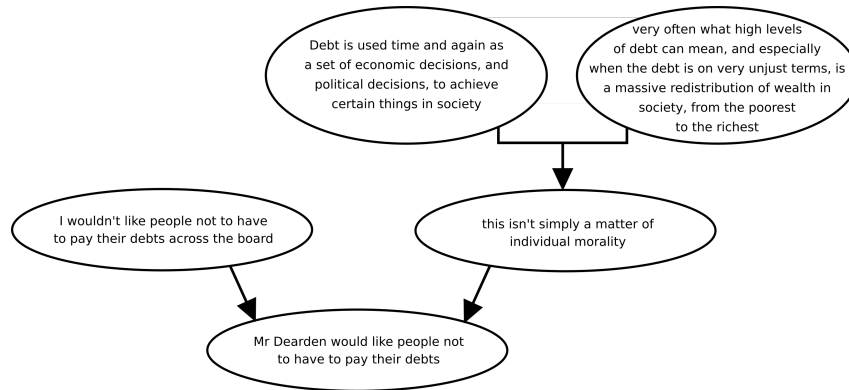 Debt is used time and again as
a set of economic decisions, and
political decisions, to achieve
certain things in society
very often what high levels
of debt can mean, and especially
when the debt is on very unjust terms, is
a massive redistribution of wealth in
society, from the poorest
to the richest
I wouldn't like people not to have
to pay their debts across the board
this isn't simply a matter of
individual morality
Mr Dearden would like people not
to have to pay their debts